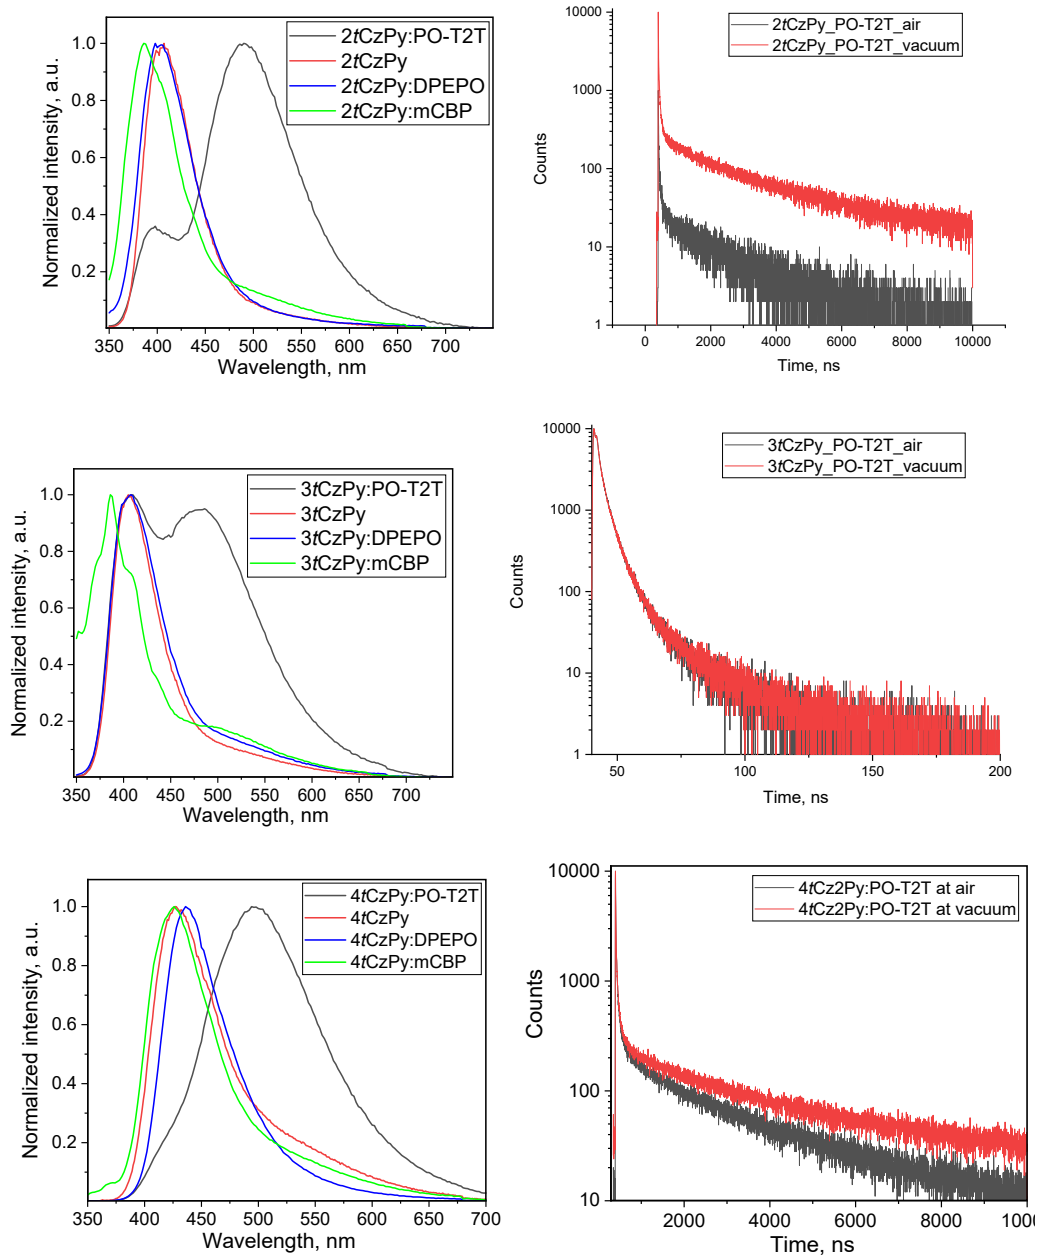 2tCzPy:PO-T2T
2tCzPy
2tCzPy:DPEPO
2tCzPy:mCBP
Normalized intensity, a.u.
1.0
0.8
0.6
0.4
0.2
350 400 450 500 550 600 650 700
Wavelength, nm
2tCzPy_PO-T2T_air
2tCzPy_PO-T2T_vacuum
Counts
10000
1000
100
10
1
0 2000 4000 6000 8000 10000
Time, ns
3tCzPy:PO-T2T
3tCzPy
3tCzPy:DPEPO
3tCzPy:mCBP
Normalized intensity, a.u.
1.0
0.8
0.6
0.4
0.2
350 400 450 500 550 600 650 700
Wavelength, nm
3tCzPy_PO-T2T_air
3tCzPy_PO-T2T_vacuum
Counts
10000
1000
100
10
1
50 100 150 200
Time, ns
4tCzPy:PO-T2T
4tCzPy
4tCzPy:DPEPO
4tCzPy:mCBP
Normalized intensity, a.u.
1.0
0.8
0.6
0.4
0.2
350 400 450 500 550 600 650 700
Wavelength, nm
4tCz2Py:PO-T2T at air
4tCz2Py:PO-T2T at vacuum
Counts
10000
1000
100
10
2000 4000 6000 8000 1000
Time, ns